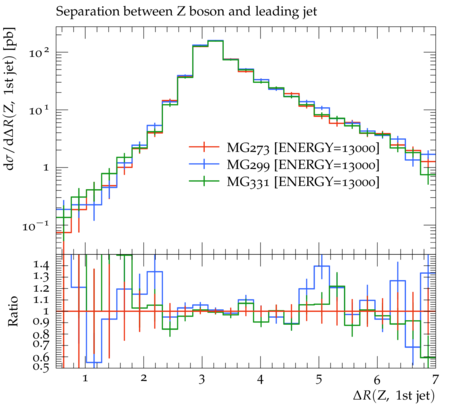 Separation between Z boson and leading jet
dσ/dΔR(Z, 1st jet) [pb]
10²
10¹
1
10⁻¹
MG273 [ENERGY=13000]
MG299 [ENERGY=13000]
MG331 [ENERGY=13000]
Ratio
1.4
1.3
1.2
1.1
1
0.9
0.8
0.7
0.6
0.5
1 2 3 4 5 6 7
ΔR(Z, 1st jet)